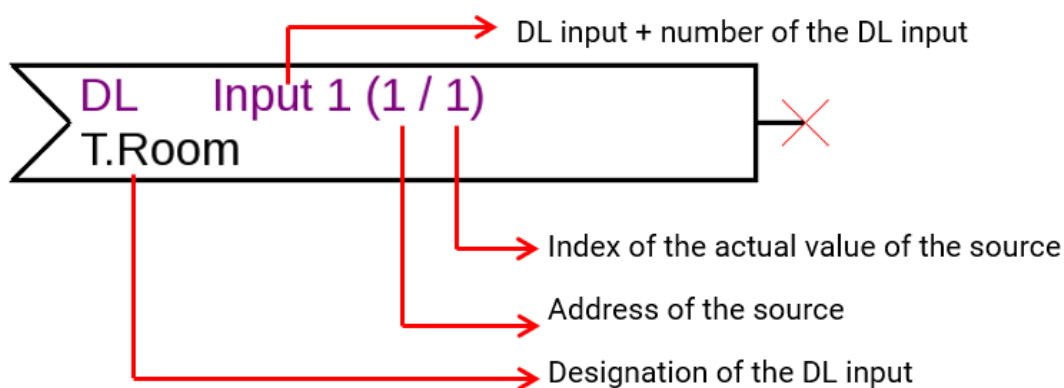 DL input + number of the DL input
DL Input 1 (1 / 1)
T.Room
Index of the actual value of the source
Address of the source
Designation of the DL input